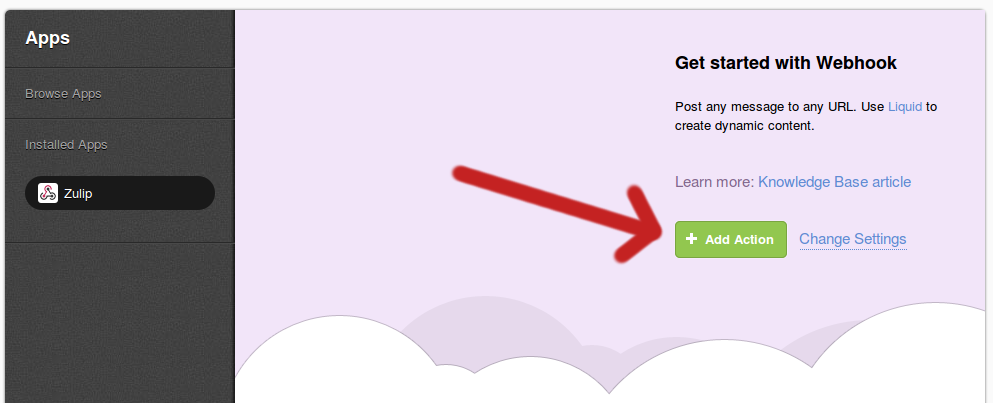 Apps
Browse Apps
Installed Apps
Zulip
Get started with Webhook
Post any message to any URL. Use Liquid to
create dynamic content.
Learn more: Knowledge Base article
+ Add Action
Change Settings